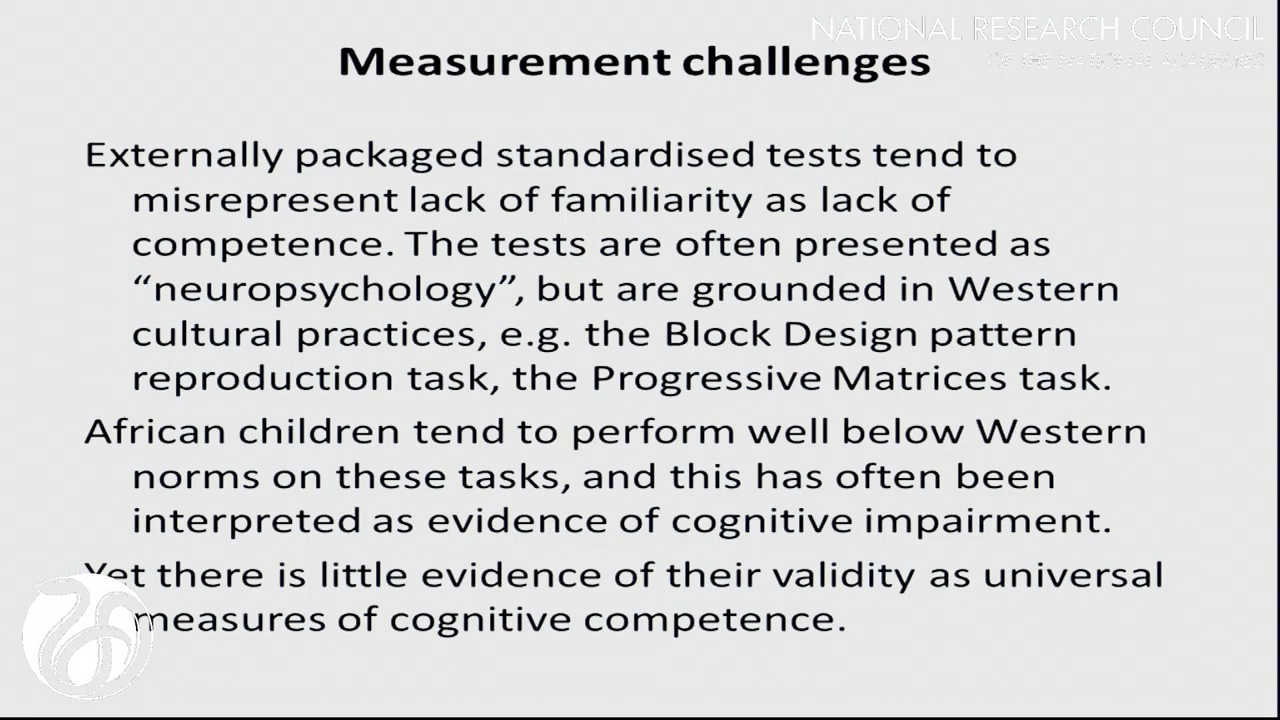 NATIONAL RESEARCH COUNCIL
OF THE NATIONAL ACADEMIES
Measurement challenges
Externally packaged standardised tests tend to
misrepresent lack of familiarity as lack of
competence. The tests are often presented as
“neuropsychology”, but are grounded in Western
cultural practices, e.g. the Block Design pattern
reproduction task, the Progressive Matrices task.
African children tend to perform well below Western
norms on these tasks, and this has often been
interpreted as evidence of cognitive impairment.
Yet there is little evidence of their validity as universal
measures of cognitive competence.